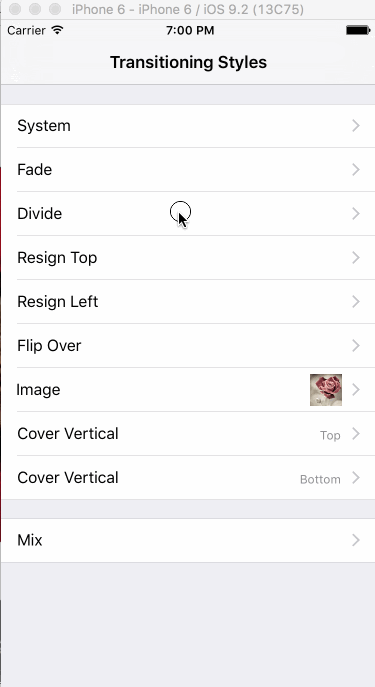 iPhone 6 - iPhone 6 / iOS 9.2 (13C75)
Carrier 7:00 PM
Transitioning Styles
System
Fade
Divide
Resign Top
Resign Left
Flip Over
Image
Cover Vertical Top
Cover Vertical Bottom
Mix